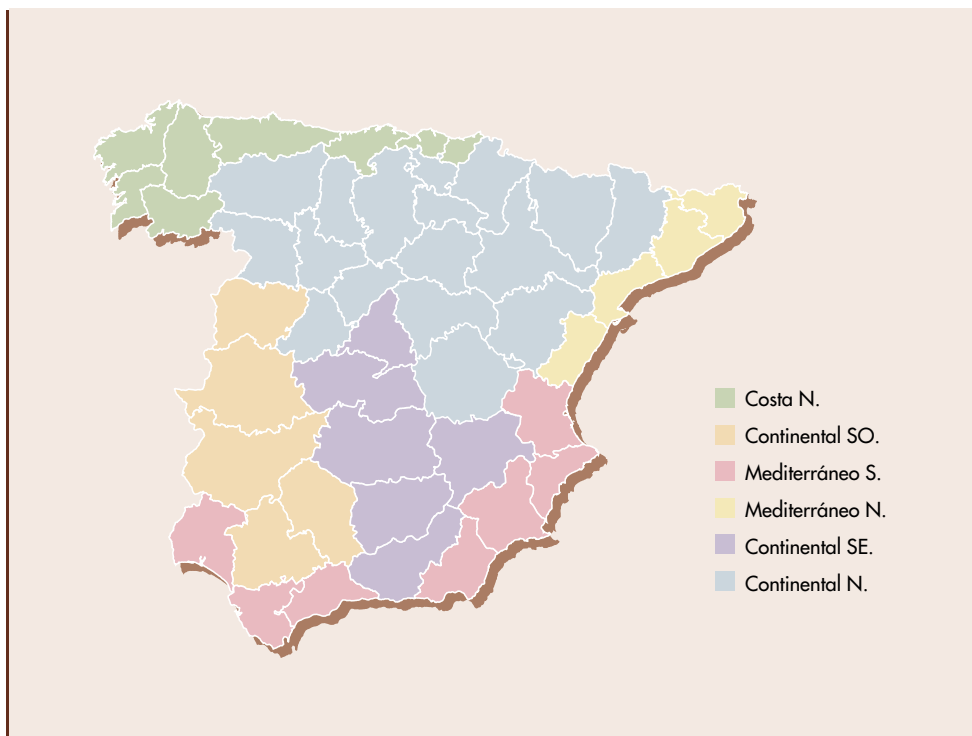 Costa N.
Continental SO.
Mediterráneo S.
Mediterráneo N.
Continental SE.
Continental N.